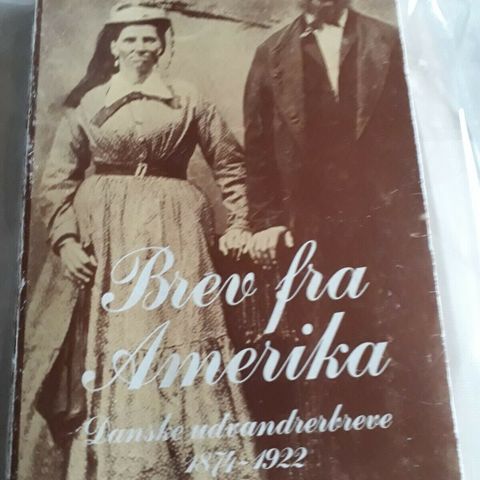 Brev fra
Amerika
Danske udvandrerbreve
1874-1922